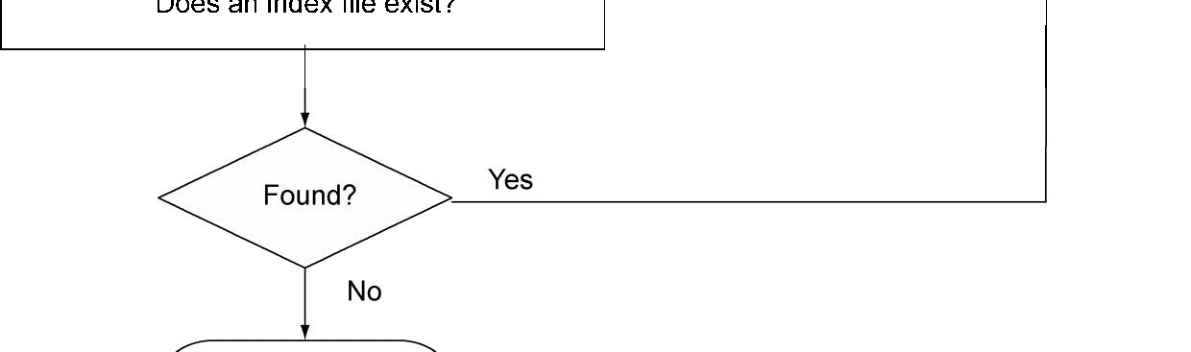 Does an index file exist?
Yes
Found?
No